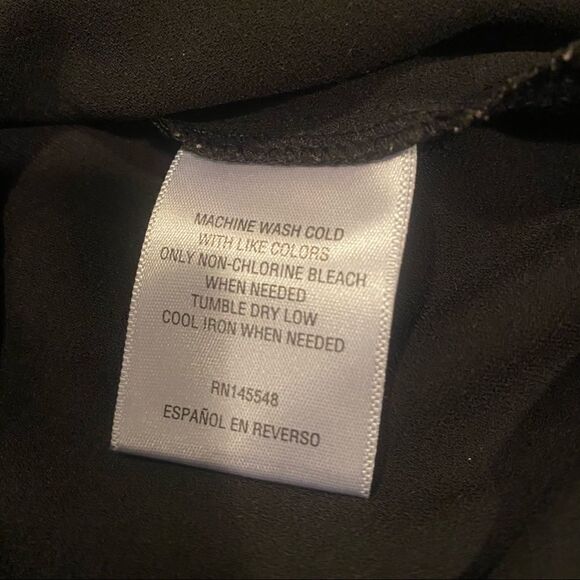 MACHINE WASH COLD
WITH LIKE COLORS
ONLY NON-CHLORINE BLEACH
WHEN NEEDED
TUMBLE DRY LOW
COOL IRON WHEN NEEDED
RN145548
ESPAÑOL EN REVERSO